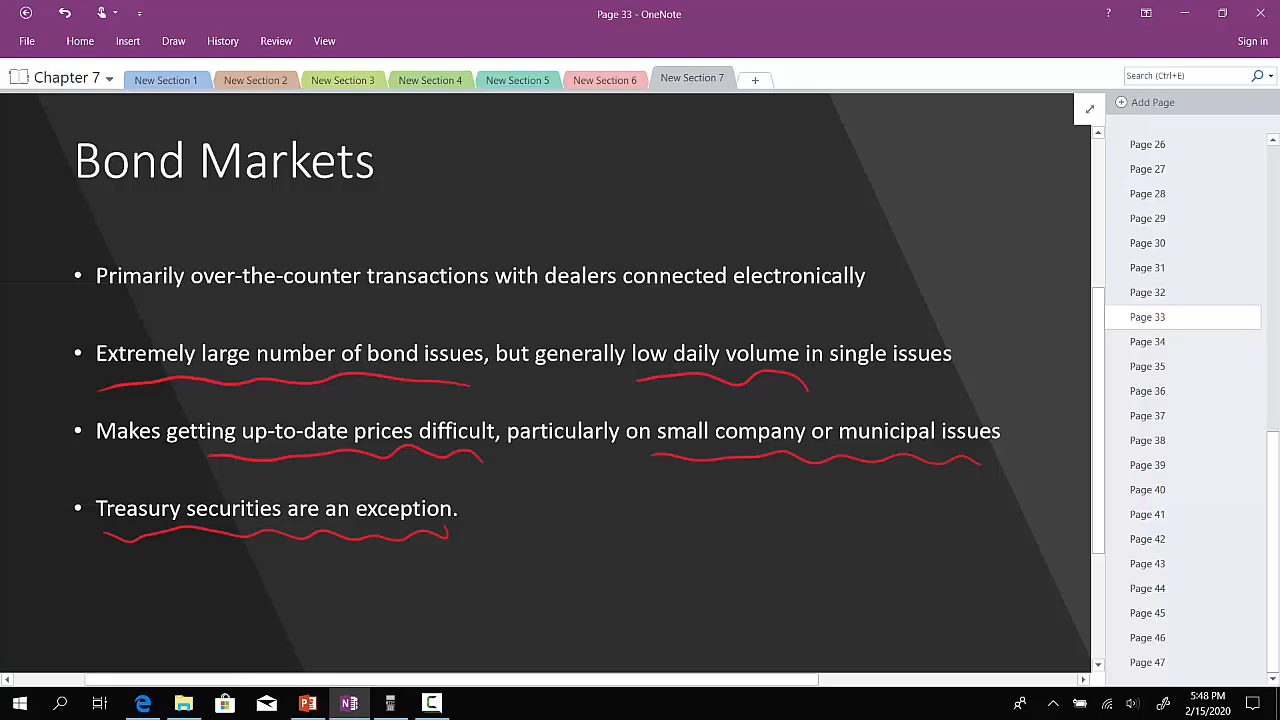 Page 33 - OneNote
?
File Home Insert Draw History Review View
Sign in
Chapter 7 New Section 1 New Section 2 New Section 3 New Section 4 New Section 5 New Section 6 New Section 7 +
Search (Ctrl+E)
Add Page
Bond Markets
• Primarily over-the-counter transactions with dealers connected electronically
• Extremely large number of bond issues, but generally low daily volume in single issues
• Makes getting up-to-date prices difficult, particularly on small company or municipal issues
• Treasury securities are an exception.
Page 26
Page 27
Page 28
Page 29
Page 30
Page 31
Page 32
Page 33
Page 34
Page 35
Page 36
Page 37
Page 38
Page 39
Page 40
Page 41
Page 42
Page 43
Page 44
Page 45
Page 46
Page 47
5:48 PM
2/15/2020